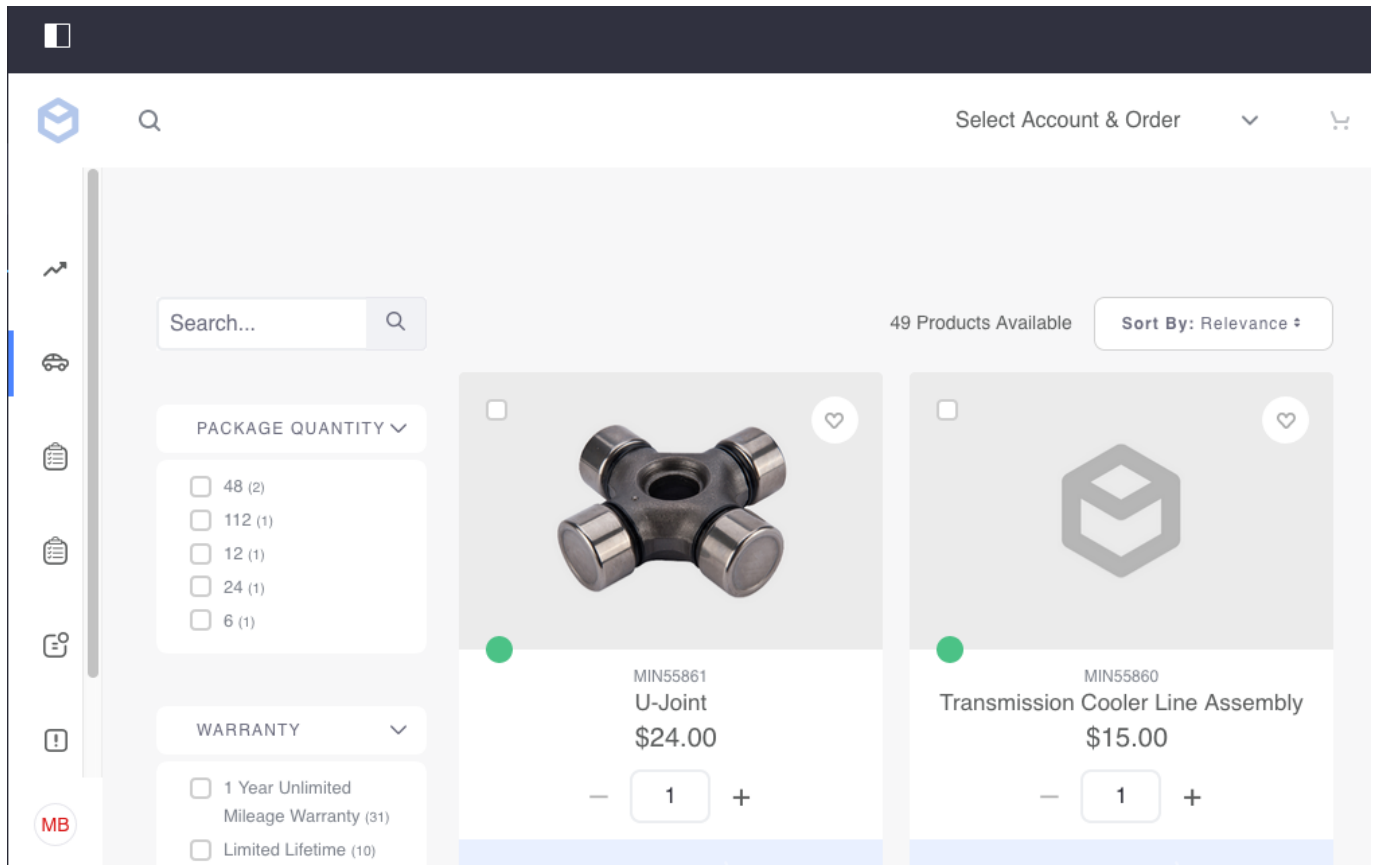 Select Account & Order
Search...
49 Products Available
Sort By: Relevance
PACKAGE QUANTITY
48 (2)
112 (1)
12 (1)
24 (1)
6 (1)
WARRANTY
1 Year Unlimited
Mileage Warranty (31)
Limited Lifetime (10)
MIN55861
U-Joint
$24.00
1
MIN55860
Transmission Cooler Line Assembly
$15.00
1
MB